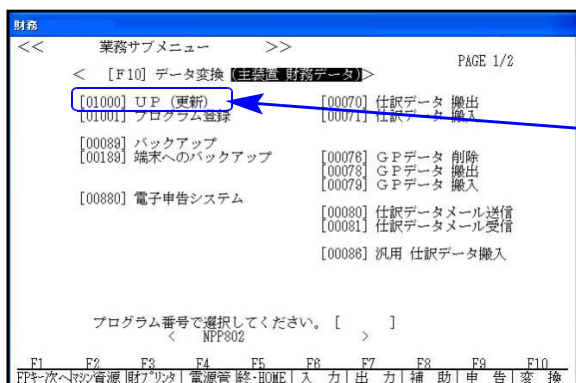 財務
<< 業務サブメニュー >>
PAGE 1/2
< [F10] データ変換 (主装置 財務データ)>
[01000] UP (更新)
[01001] プログラム登録
[00089] バックアップ
[00189] 端末へのバックアップ
[00880] 電子申告システム
[00070] 仕訳データ 搬出
[00071] 仕訳データ 搬入
[00076] GPデータ 削除
[00078] GPデータ 搬出
[00079] GPデータ 搬入
[00080] 仕訳データメール送信
[00081] 仕訳データメール受信
[00086] 汎用 仕訳データ搬入
プログラム番号で選択してください。 [ ]
< NPP802 >
F1 F2 F3 F4 F5 F6 F7 F8 F9 F10
FPキー次へ マシン資源 財プリンタ 電源管 終・HOME 入 力 出 力 補 助 申 告 変 換